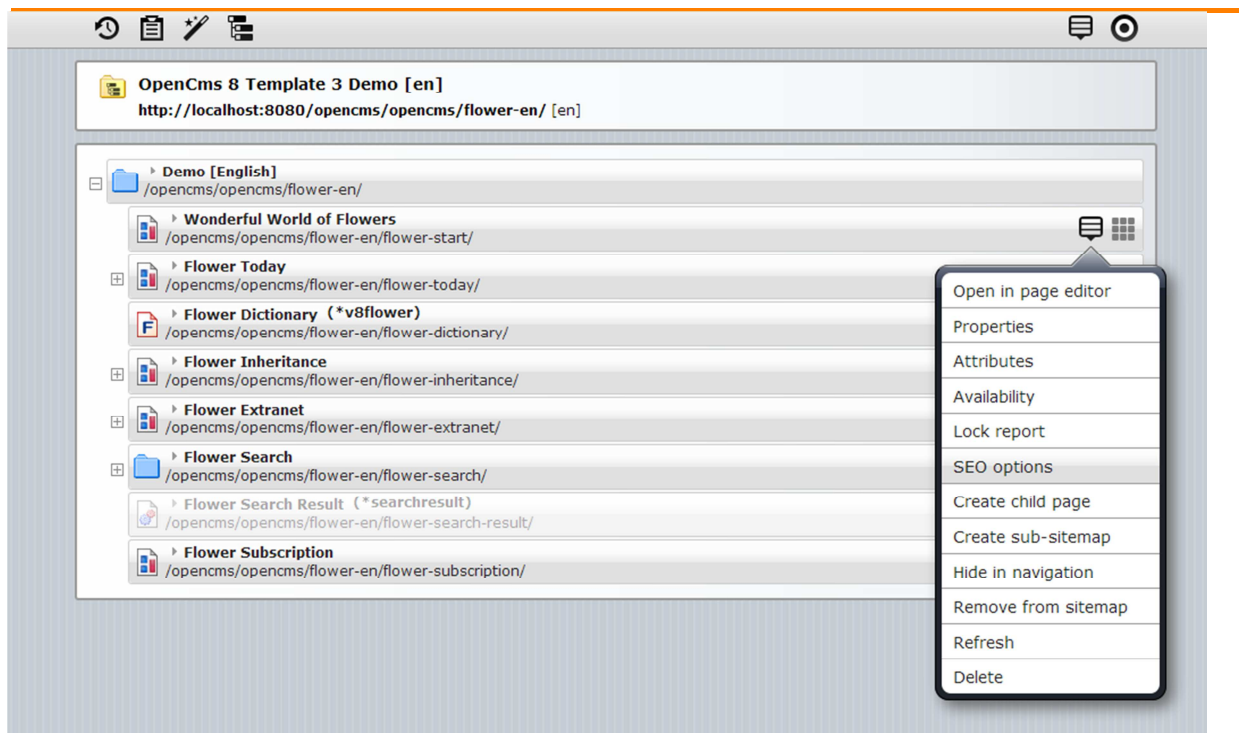 OpenCms 8 Template 3 Demo [en]
http://localhost:8080/opencms/opencms/flower-en/ [en]
Demo [English]
/opencms/opencms/flower-en/
Wonderful World of Flowers
/opencms/opencms/flower-en/flower-start/
Flower Today
/opencms/opencms/flower-en/flower-today/
Flower Dictionary (*v8flower)
/opencms/opencms/flower-en/flower-dictionary/
Flower Inheritance
/opencms/opencms/flower-en/flower-inheritance/
Flower Extranet
/opencms/opencms/flower-en/flower-extranet/
Flower Search
/opencms/opencms/flower-en/flower-search/
Flower Search Result (*searchresult)
/opencms/opencms/flower-en/flower-search-result/
Flower Subscription
/opencms/opencms/flower-en/flower-subscription/
Open in page editor
Properties
Attributes
Availability
Lock report
SEO options
Create child page
Create sub-sitemap
Hide in navigation
Remove from sitemap
Refresh
Delete